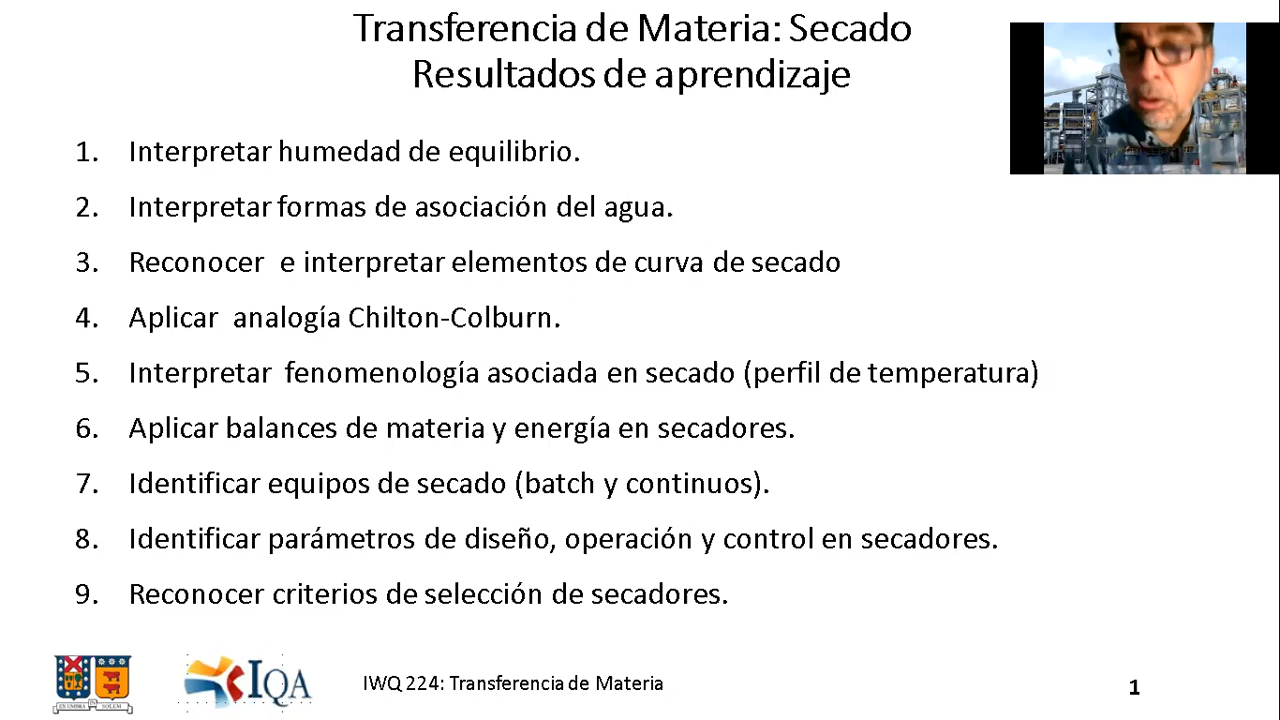 Transferencia de Materia: Secado
Resultados de aprendizaje
1. Interpretar humedad de equilibrio.
2. Interpretar formas de asociación del agua.
3. Reconocer e interpretar elementos de curva de secado
4. Aplicar analogía Chilton-Colburn.
5. Interpretar fenomenología asociada en secado (perfil de temperatura)
6. Aplicar balances de materia y energía en secadores.
7. Identificar equipos de secado (batch y continuos).
8. Identificar parámetros de diseño, operación y control en secadores.
9. Reconocer criterios de selección de secadores.
EX UMBRA IN SOLEM
IQA
IWQ 224: Transferencia de Materia
1